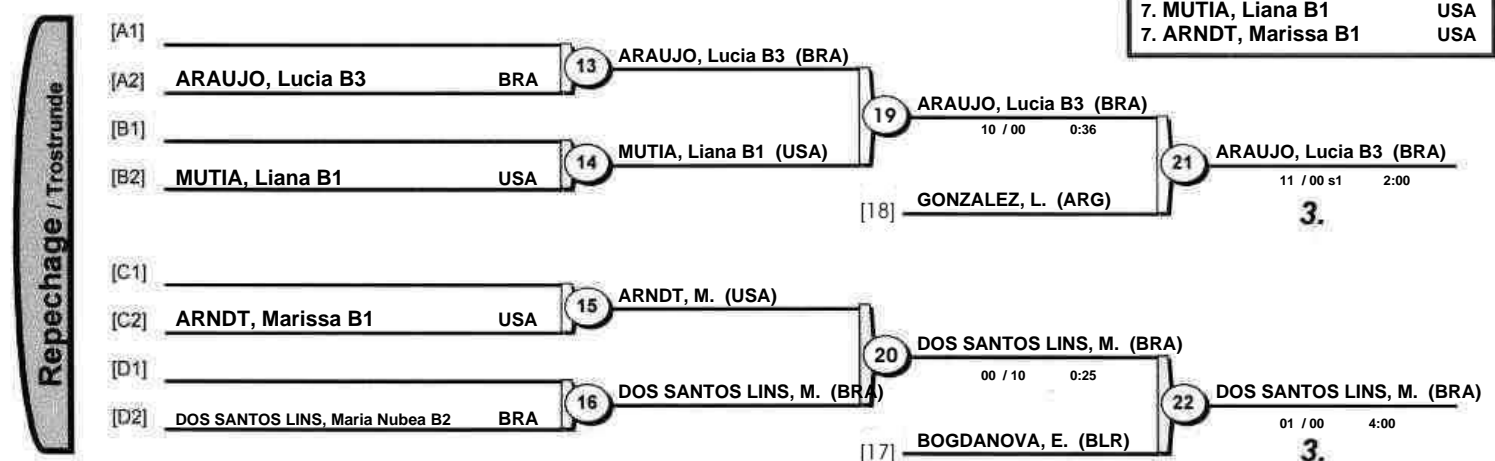 7. MUTIA, Liana B1 USA
7. ARNDT, Marissa B1 USA
Repechage / Trostrunde
[A1]
[A2] ARAUJO, Lucia B3 BRA
13 ARAUJO, Lucia B3 (BRA)
[B1]
[B2] MUTIA, Liana B1 USA
14 MUTIA, Liana B1 (USA)
19 ARAUJO, Lucia B3 (BRA)
10 / 00 0:36
[18] GONZALEZ, L. (ARG)
21 ARAUJO, Lucia B3 (BRA)
11 / 00 s1 2:00
3.
[C1]
[C2] ARNDT, Marissa B1 USA
15 ARNDT, M. (USA)
[D1]
[D2] DOS SANTOS LINS, Maria Nubea B2 BRA
16 DOS SANTOS LINS, M. (BRA)
20 DOS SANTOS LINS, M. (BRA)
00 / 10 0:25
[17] BOGDANOVA, E. (BLR)
22 DOS SANTOS LINS, M. (BRA)
01 / 00 4:00
3.